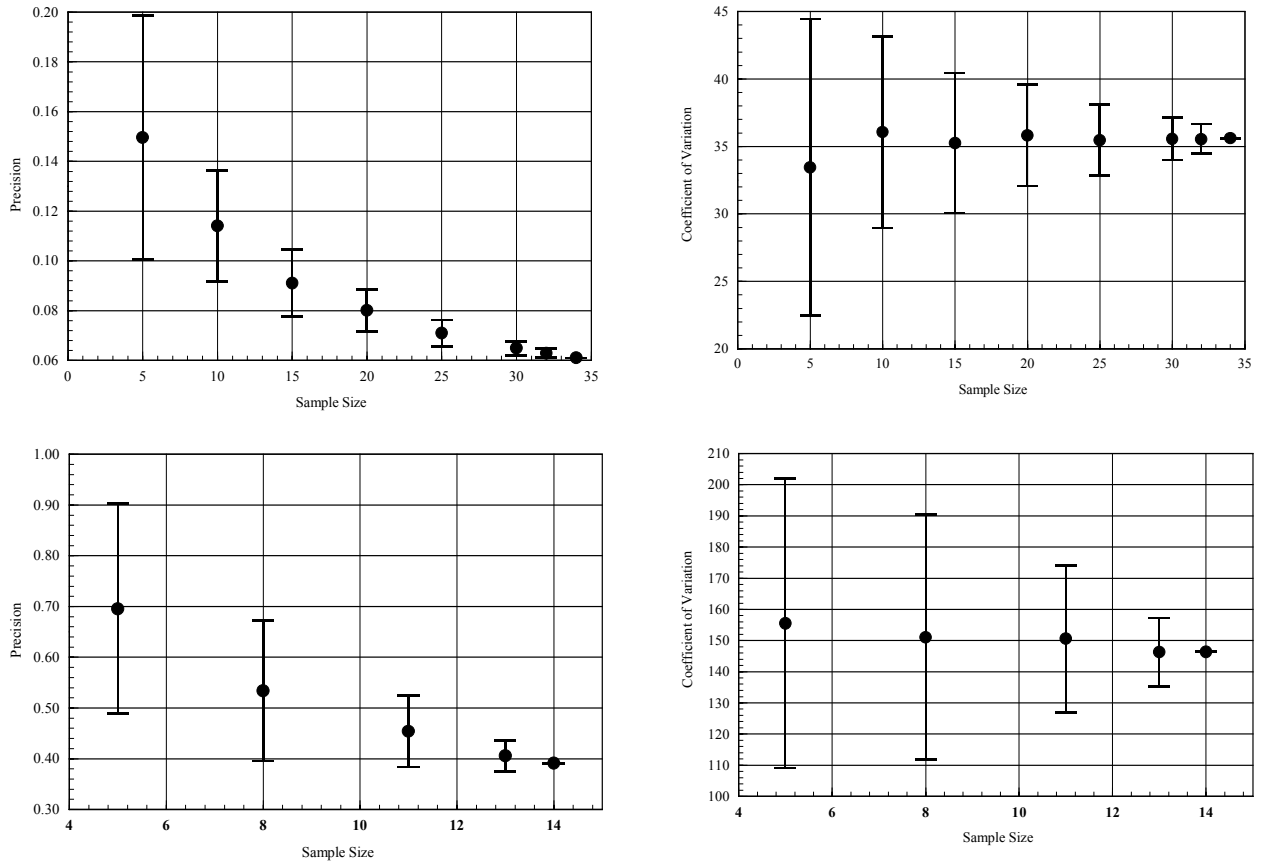 0.20
0.18
0.16
0.14
0.12
0.10
0.08
0.06
Precision
0 5 10 15 20 25 30 35
Sample Size
45
40
35
30
25
20
Coefficient of Variation
0 5 10 15 20 25 30 35
Sample Size
1.00
0.90
0.80
0.70
0.60
0.50
0.40
0.30
Precision
4 6 8 10 12 14
Sample Size
210
200
190
180
170
160
150
140
130
120
110
100
Coefficient of Variation
4 6 8 10 12 14
Sample Size